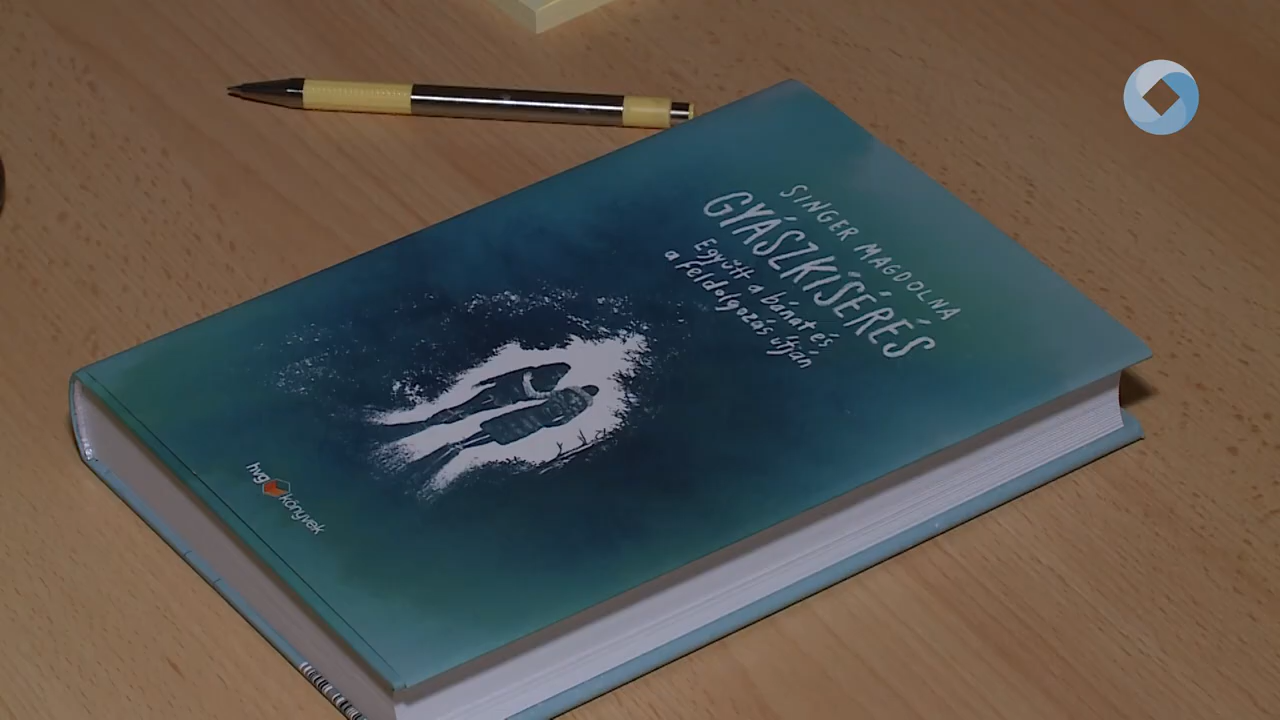 SINGER MAGDOLNA
GYÁSZKÍSÉRÉS
Együtt a bánat és
a feldolgozás útján
hvg könyvek